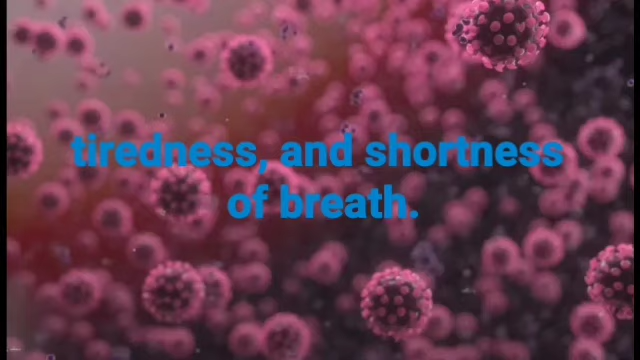 tiredness, and shortness
of breath.